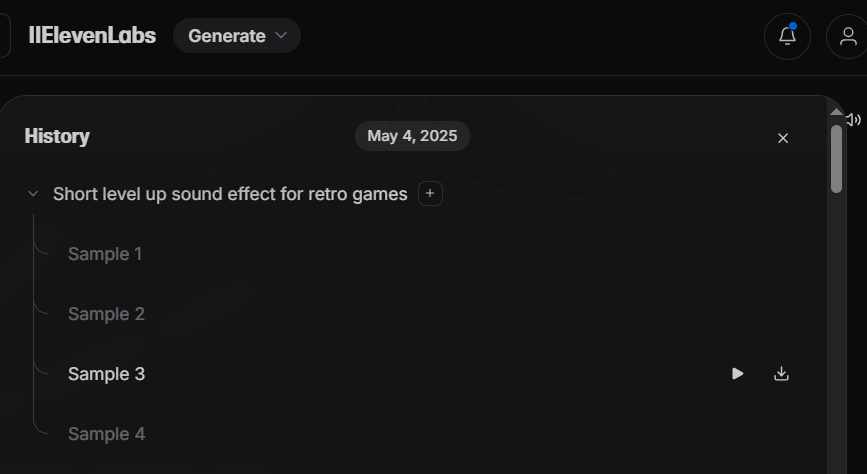 IIElevenLabs
Generate
History
May 4, 2025
Short level up sound effect for retro games
+
Sample 1
Sample 2
Sample 3
Sample 4